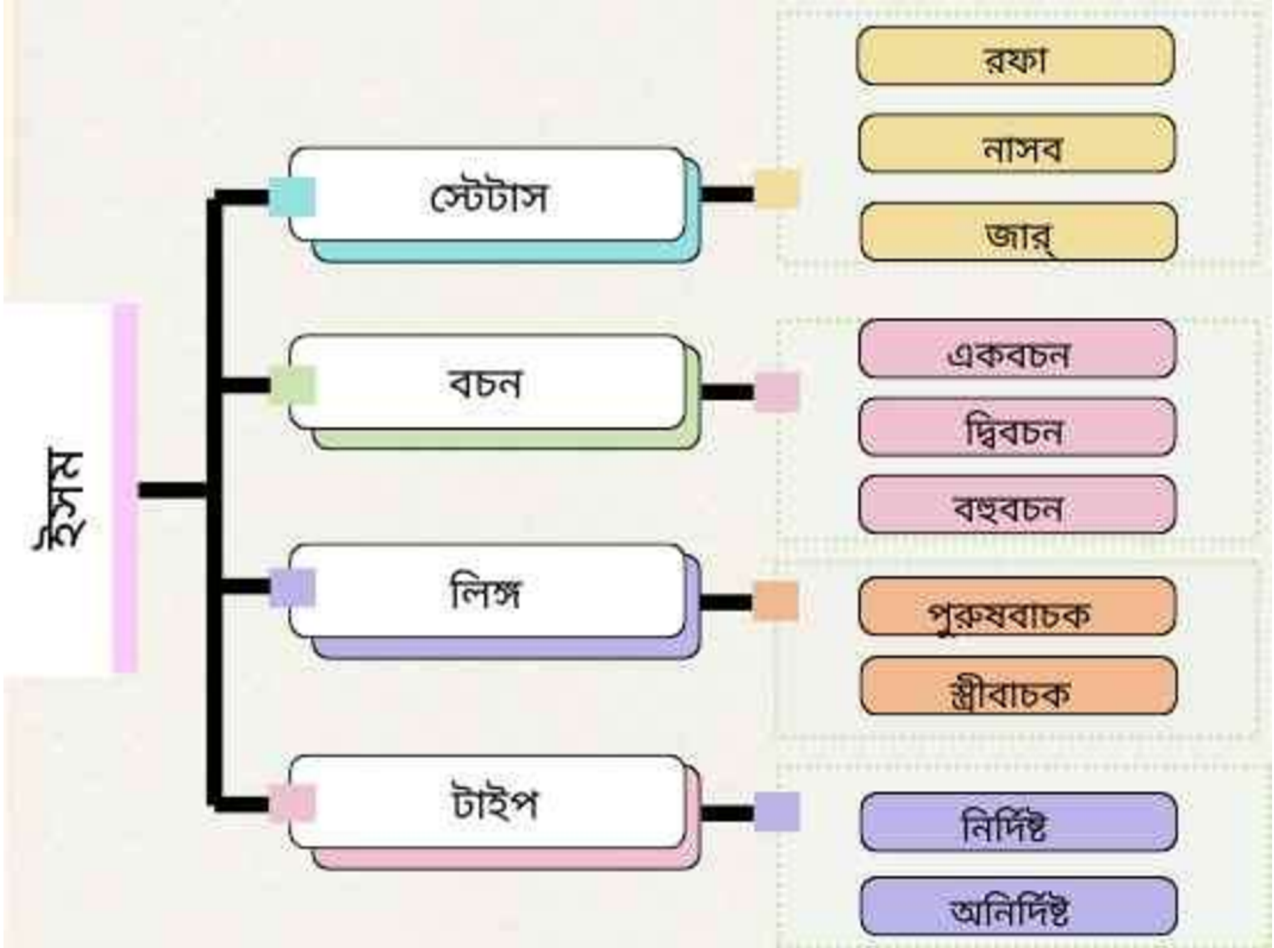 ইসম
স্টেটাস
রফা
নাসব
জার্
বচন
একবচন
দ্বিবচন
বহুবচন
লিঙ্গ
পুরুষবাচক
স্ত্রীবাচক
টাইপ
নির্দিষ্ট
অনির্দিষ্ট